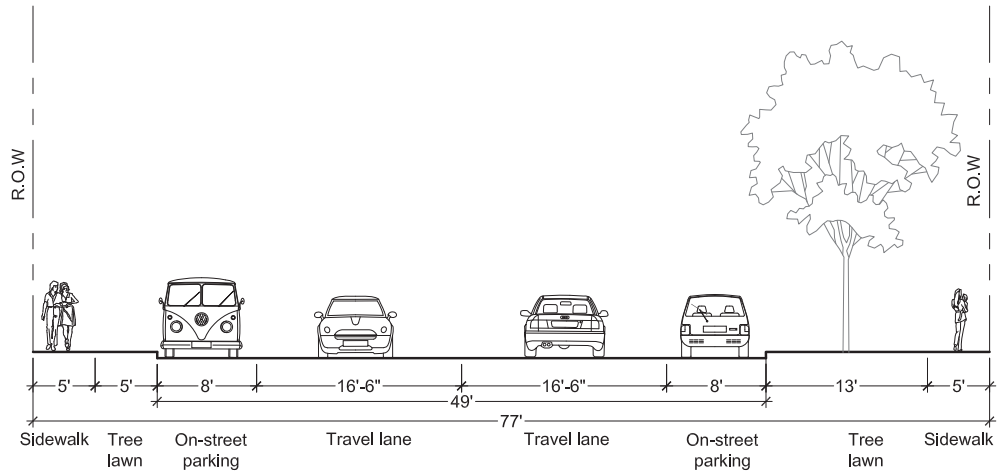 R.O.W
R.O.W
5'
5'
8'
16'-6"
16'-6"
8'
13'
5'
49'
77'
Sidewalk
Tree
lawn
On-street
parking
Travel lane
Travel lane
On-street
parking
Tree
lawn
Sidewalk